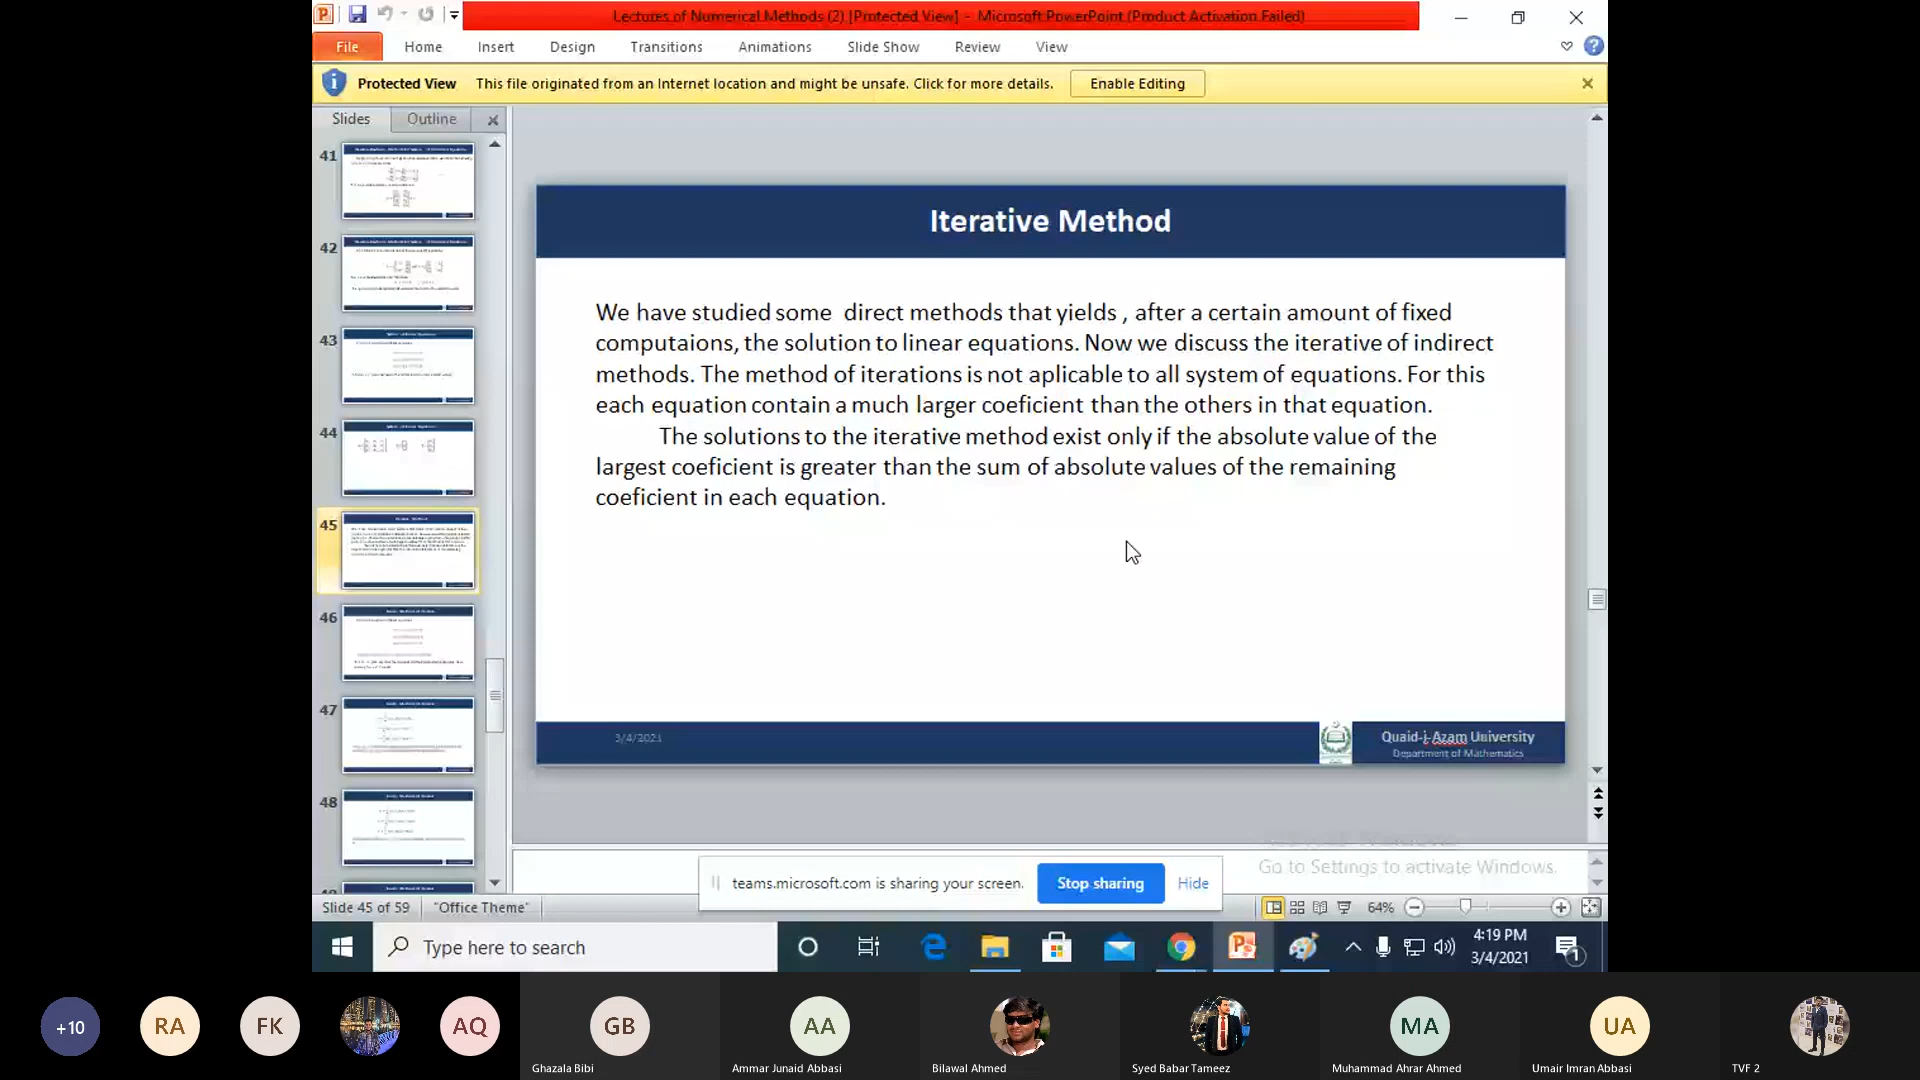 Lectures of Numerical Methods (2) [Protected View] - Microsoft PowerPoint (Product Activation Failed)
File Home Insert Design Transitions Animations Slide Show Review View
Protected View This file originated from an Internet location and might be unsafe. Click for more details. Enable Editing
Slides Outline
41
42
43
44
45
46
47
48
Iterative Method
We have studied some direct methods that yields , after a certain amount of fixed
computaions, the solution to linear equations. Now we discuss the iterative of indirect
methods. The method of iterations is not aplicable to all system of equations. For this
each equation contain a much larger coeficient than the others in that equation.
The solutions to the iterative method exist only if the absolute value of the
largest coeficient is greater than the sum of absolute values of the remaining
coeficient in each equation.
3/4/2021
Quaid-i-Azam University
Department of Mathematics
Go to Settings to activate Windows.
teams.microsoft.com is sharing your screen. Stop sharing Hide
Slide 45 of 59 "Office Theme" 64%
Type here to search
4:19 PM
3/4/2021
1
+10 RA FK AQ GB AA MA UA
Ghazala Bibi Ammar Junaid Abbasi Bilawal Ahmed Syed Babar Tameez Muhammad Ahrar Ahmed Umair Imran Abbasi TVF 2